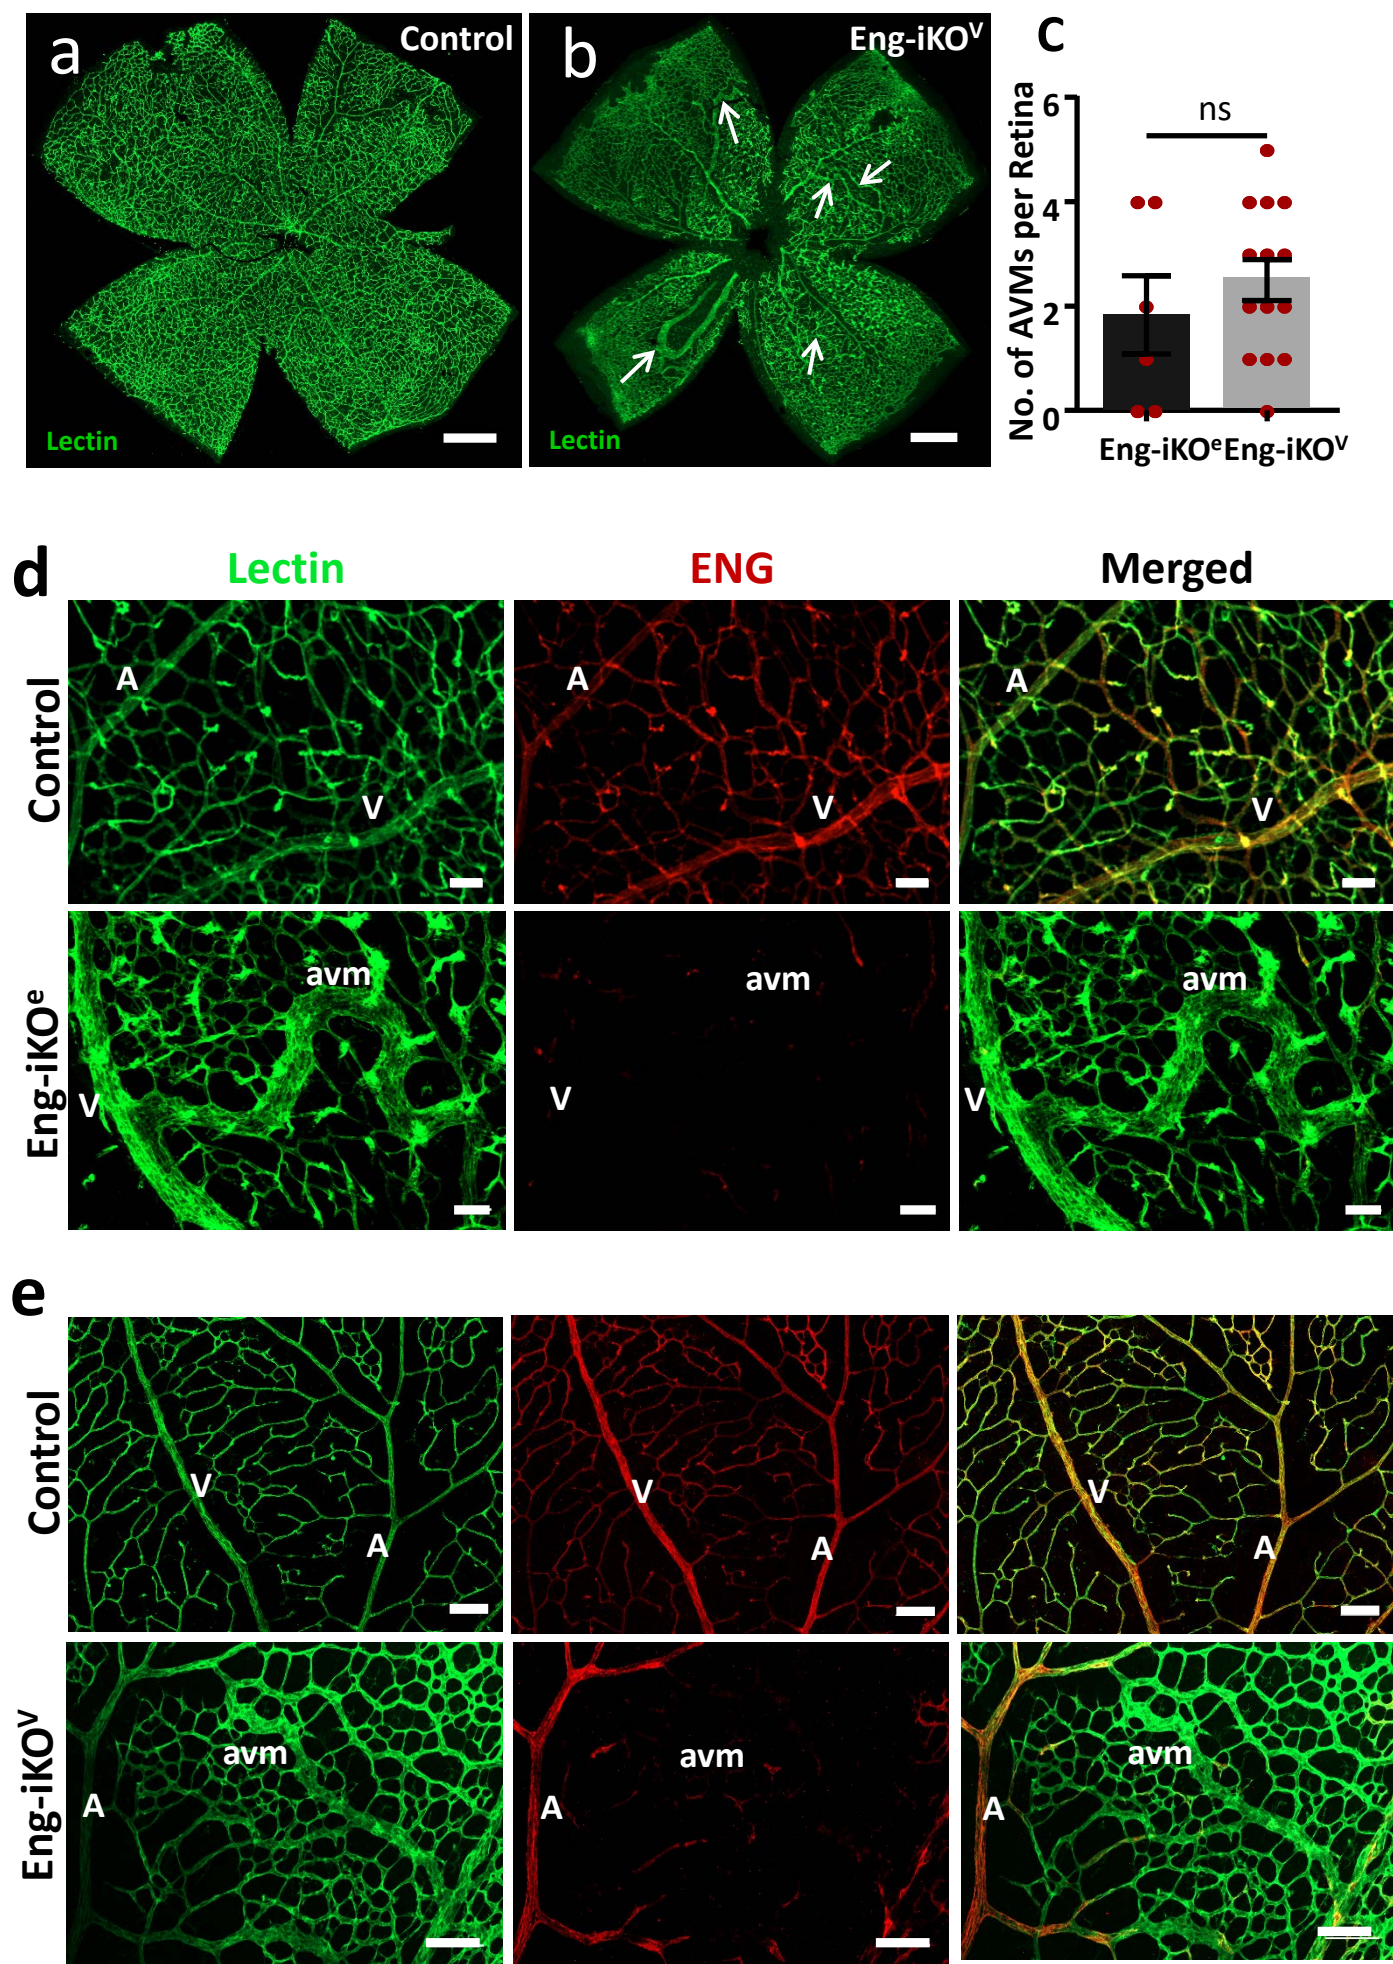 a
Control
Lectin
b
Eng-iKOⱽ
Lectin
c
No. of AVMs per Retina
6
4
2
0
ns
Eng-iKOᵉ Eng-iKOⱽ
d
Lectin
ENG
Merged
Control
A
V
A
V
A
V
Eng-iKOᵉ
avm
V
avm
V
avm
V
e
Control
V
A
V
A
V
A
Eng-iKOⱽ
avm
A
avm
A
avm
A